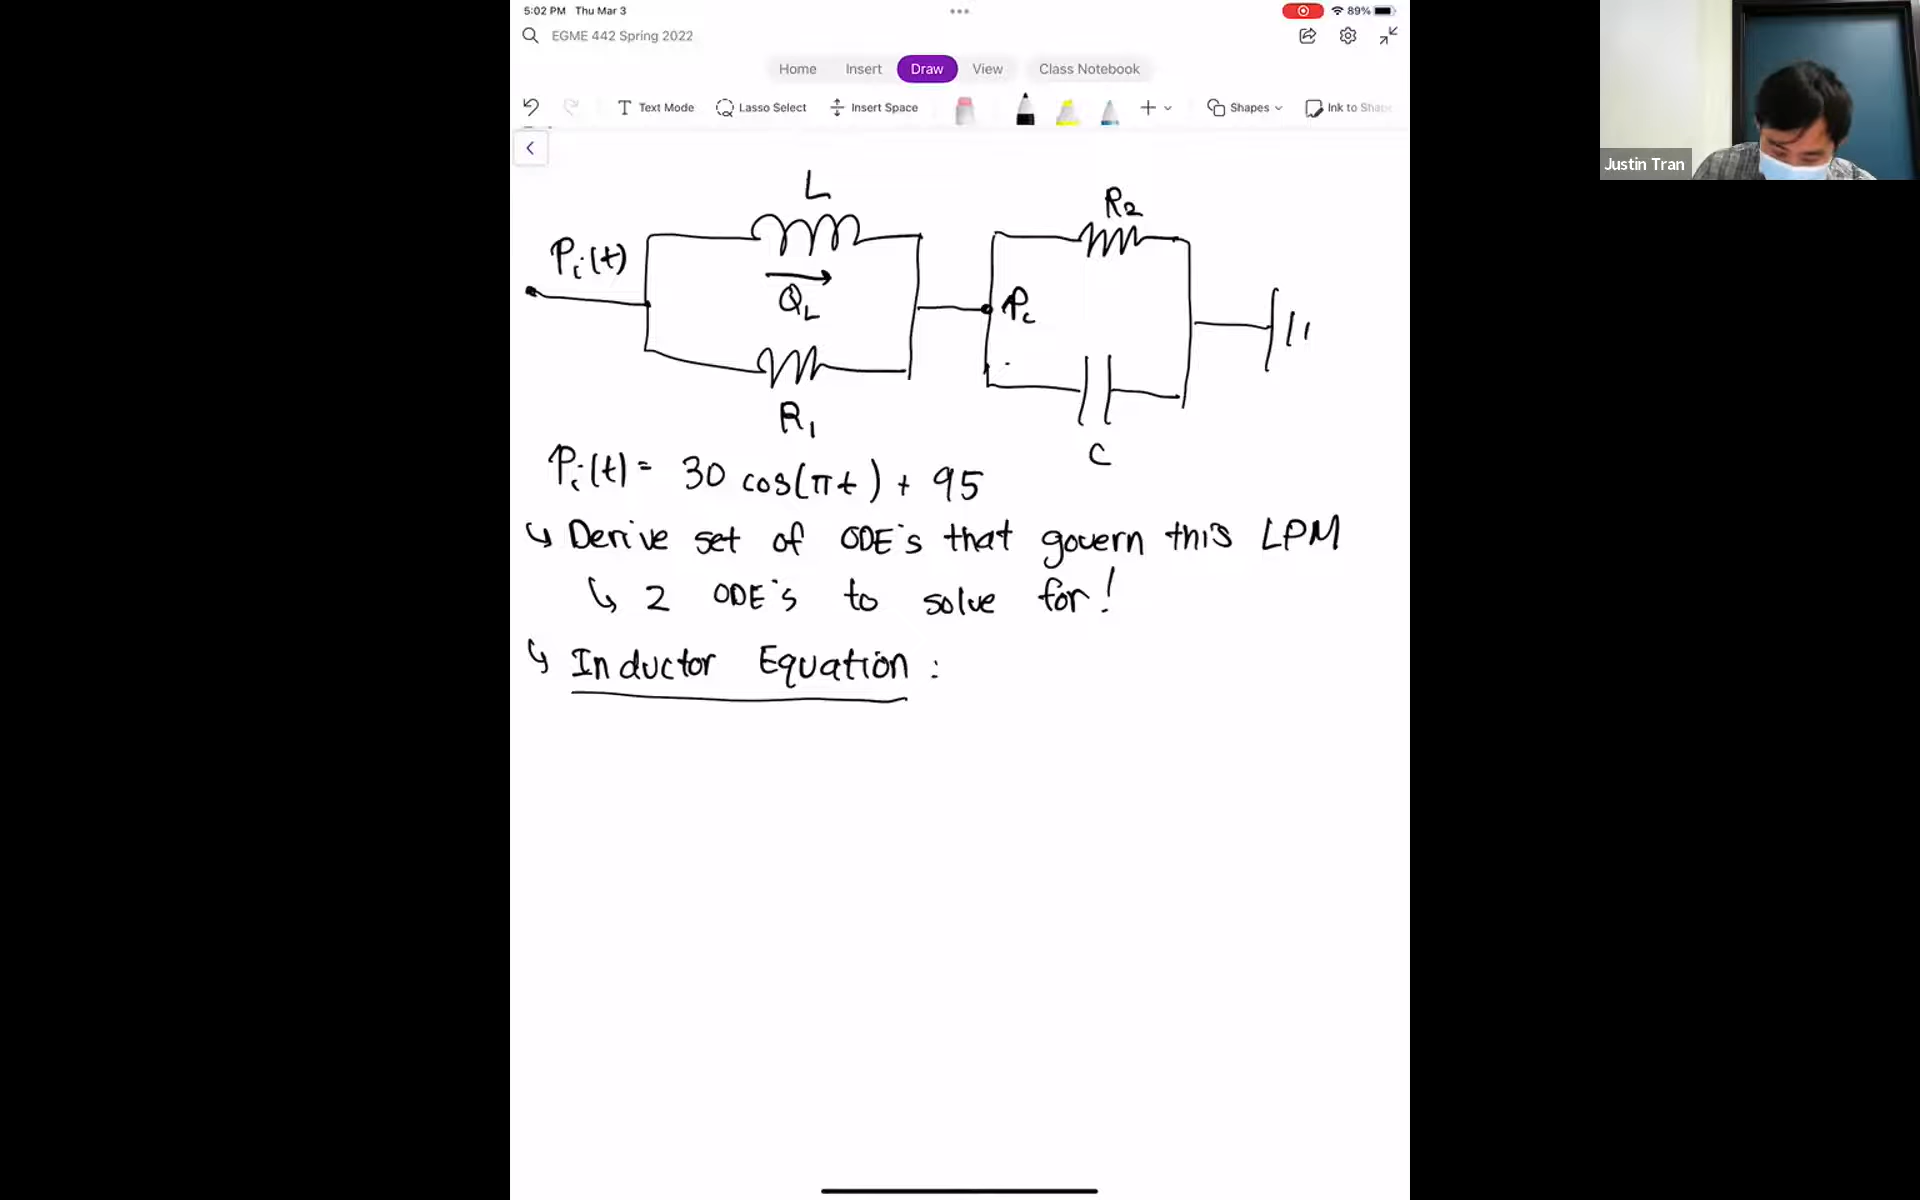 5:02 PM Thu Mar 3
89%
EGME 442 Spring 2022
Home Insert Draw View Class Notebook
Text Mode Lasso Select Insert Space Shapes Ink to Shape
Justin Tran
L
R2
Pi(t)
QL
Pc
R1
C
Pi(t) = 30 cos(πt) + 95
↳ Derive set of ODE's that govern this LPM
↳ 2 ODE's to solve for!
↳ Inductor Equation :